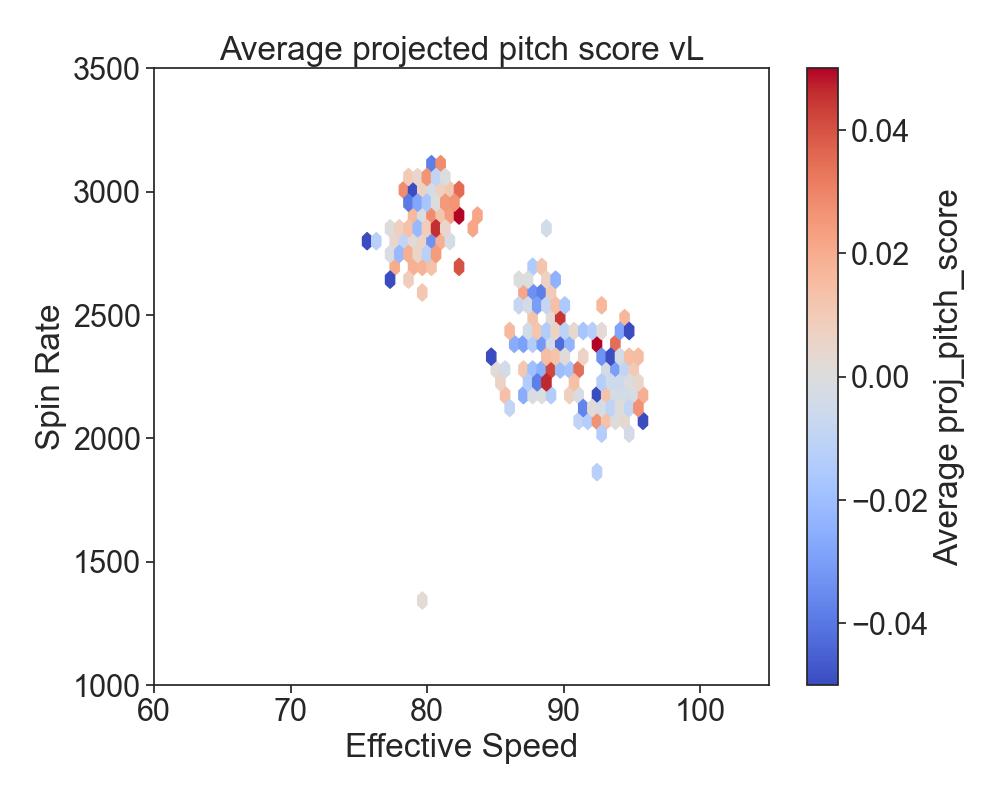 Average projected pitch score vL
3500
3000
2500
2000
1500
1000
Spin Rate
60 70 80 90 100
Effective Speed
0.04
0.02
0.00
−0.02
−0.04
Average proj_pitch_score